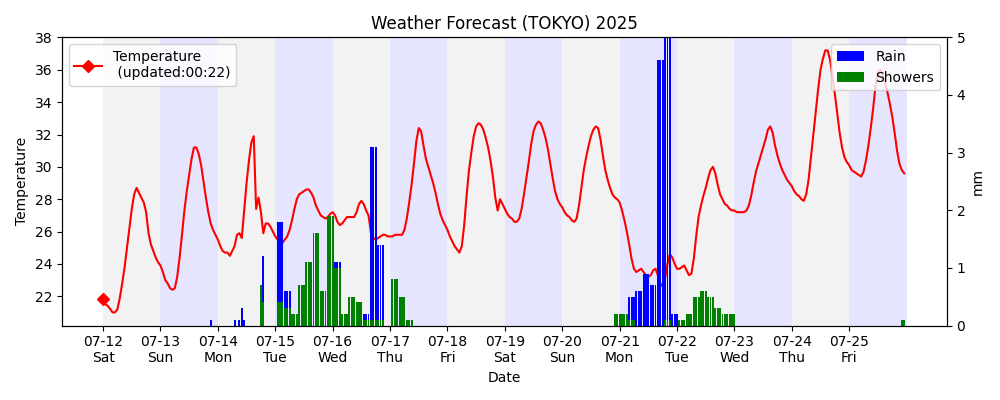 Weather Forecast (TOKYO) 2025
Temperature
(updated:00:22)
Rain
Showers
Temperature
38
36
34
32
30
28
26
24
22
5
4
3
2
1
0
mm
07-12 07-13 07-14 07-15 07-16 07-17 07-18 07-19 07-20 07-21 07-22 07-23 07-24 07-25
Sat Sun Mon Tue Wed Thu Fri Sat Sun Mon Tue Wed Thu Fri
Date